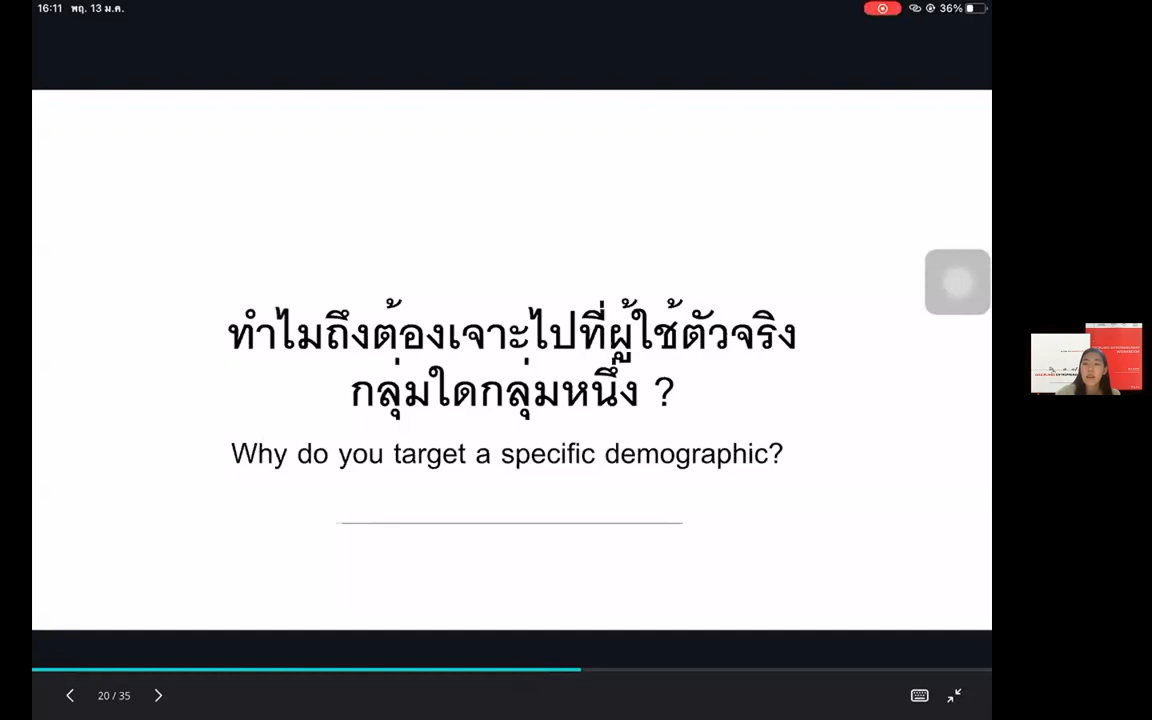 16:11 พฤ. 13 ม.ค.
36%
ทำไมถึงต้องเจาะไปที่ผู้ใช้ตัวจริง
กลุ่มใดกลุ่มหนึ่ง ?
Why do you target a specific demographic?
20 / 35